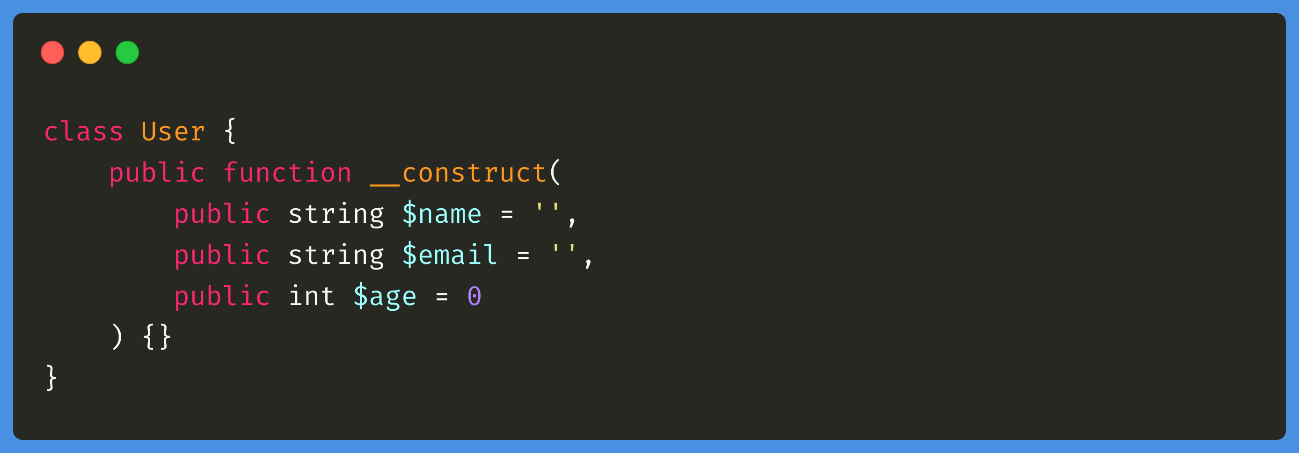 class User {
    public function __construct(
        public string $name = '',
        public string $email = '',
        public int $age = 0
    ) {}
}